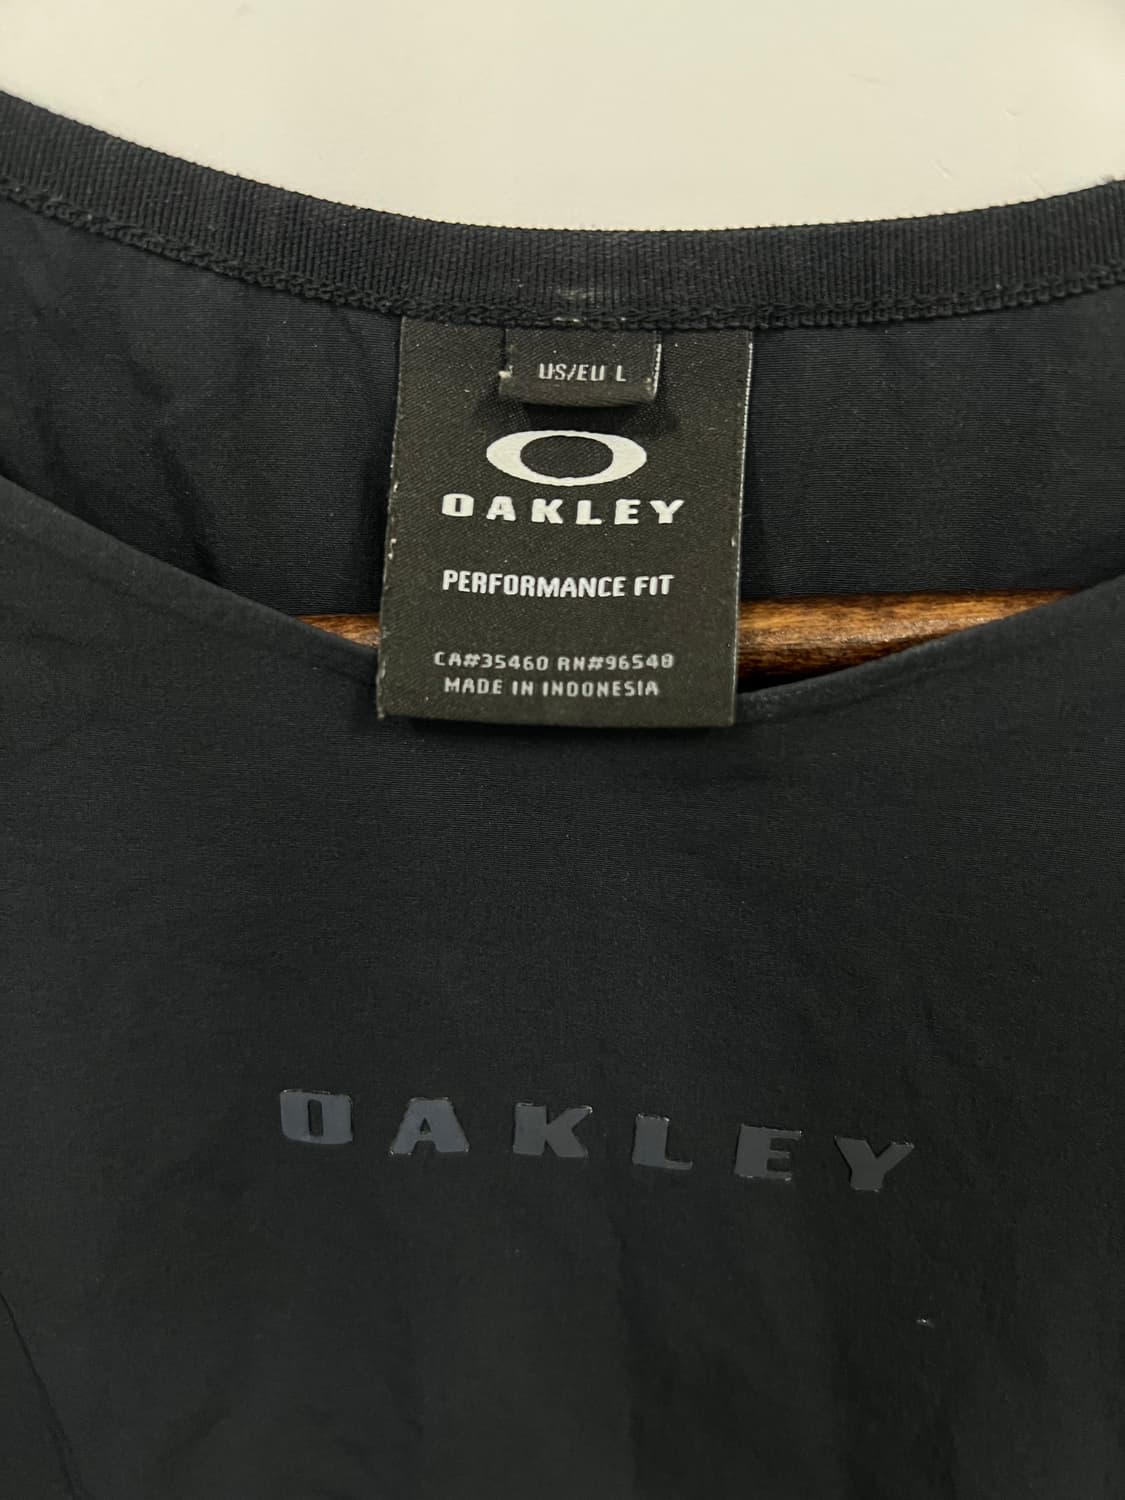 US/EU L
OAKLEY
PERFORMANCE FIT
CA#35460 RN#96548
MADE IN INDONESIA
OAKLEY